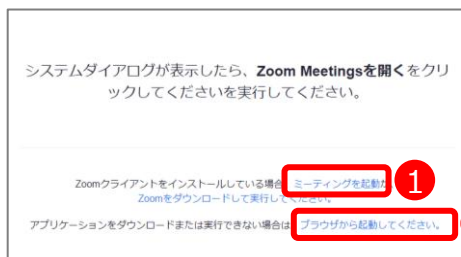 システムダイアログが表示したら、Zoom Meetingsを開くをクリ
ックしてくださいを実行してください。
Zoomクライアントをインストールしている場合 ミーティングを起動
1
Zoomをダウンロードして実行してください。
アプリケーションをダウンロードまたは実行できない場合は ブラウザから起動してください。